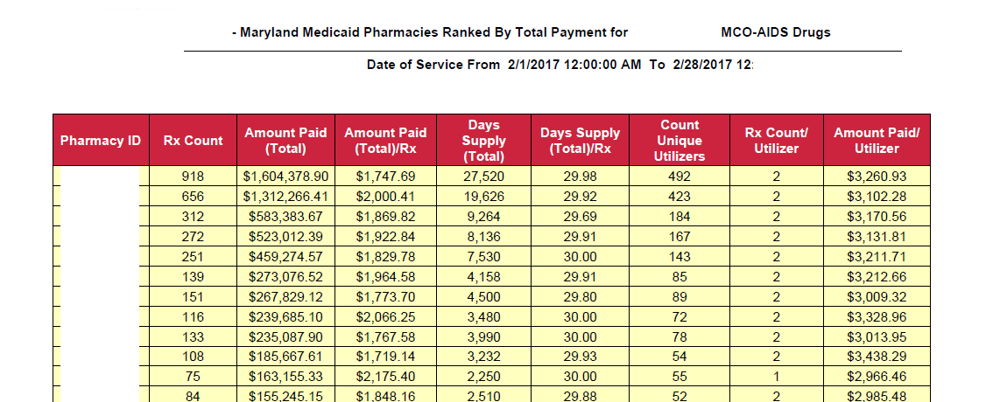 - Maryland Medicaid Pharmacies Ranked By Total Payment for MCO-AIDS Drugs
Date of Service From 2/1/2017 12:00:00 AM To 2/28/2017 12:
Pharmacy ID Rx Count Amount Paid (Total) Amount Paid (Total)/Rx Days Supply (Total) Days Supply (Total)/Rx Count Unique Utilizers Rx Count/ Utilizer Amount Paid/ Utilizer
918 $1,604,378.90 $1,747.69 27,520 29.98 492 2 $3,260.93
656 $1,312,266.41 $2,000.41 19,626 29.92 423 2 $3,102.28
312 $583,383.67 $1,869.82 9,264 29.69 184 2 $3,170.56
272 $523,012.39 $1,922.84 8,136 29.91 167 2 $3,131.81
251 $459,274.57 $1,829.78 7,530 30.00 143 2 $3,211.71
139 $273,076.52 $1,964.58 4,158 29.91 85 2 $3,212.66
151 $267,829.12 $1,773.70 4,500 29.80 89 2 $3,009.32
116 $239,685.10 $2,066.25 3,480 30.00 72 2 $3,328.96
133 $235,087.90 $1,767.58 3,990 30.00 78 2 $3,013.95
108 $185,667.61 $1,719.14 3,232 29.93 54 2 $3,438.29
75 $163,155.33 $2,175.40 2,250 30.00 55 1 $2,966.46
84 $155,245.15 $1,848.16 2,510 29.88 52 2 $2,985.48